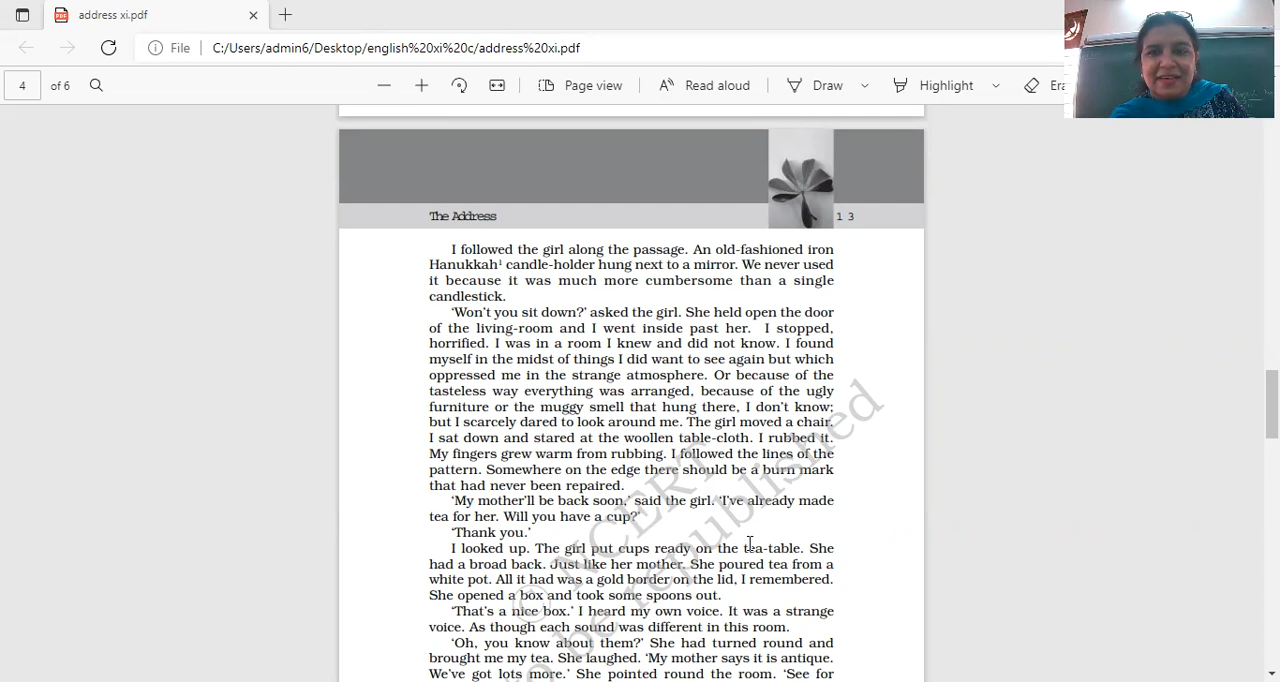 address xi.pdf
File C:/Users/admin6/Desktop/english%20xi%20c/address%20xi.pdf
4 of 6 Page view Read aloud Draw Highlight
The Address 1 3
I followed the girl along the passage. An old-fashioned iron
Hanukkah¹ candle-holder hung next to a mirror. We never used
it because it was much more cumbersome than a single
candlestick.
‘Won’t you sit down?’ asked the girl. She held open the door
of the living-room and I went inside past her. I stopped,
horrified. I was in a room I knew and did not know. I found
myself in the midst of things I did want to see again but which
oppressed me in the strange atmosphere. Or because of the
tasteless way everything was arranged, because of the ugly
furniture or the muggy smell that hung there, I don’t know;
but I scarcely dared to look around me. The girl moved a chair.
I sat down and stared at the woollen table-cloth. I rubbed it.
My fingers grew warm from rubbing. I followed the lines of the
pattern. Somewhere on the edge there should be a burn mark
that had never been repaired.
‘My mother’ll be back soon,’ said the girl. ‘I’ve already made
tea for her. Will you have a cup?’
‘Thank you.’
I looked up. The girl put cups ready on the tea-table. She
had a broad back. Just like her mother. She poured tea from a
white pot. All it had was a gold border on the lid, I remembered.
She opened a box and took some spoons out.
‘That’s a nice box.’ I heard my own voice. It was a strange
voice. As though each sound was different in this room.
‘Oh, you know about them?’ She had turned round and
brought me my tea. She laughed. ‘My mother says it is antique.
We’ve got lots more.’ She pointed round the room. ‘See for
© NCERT
to be republished